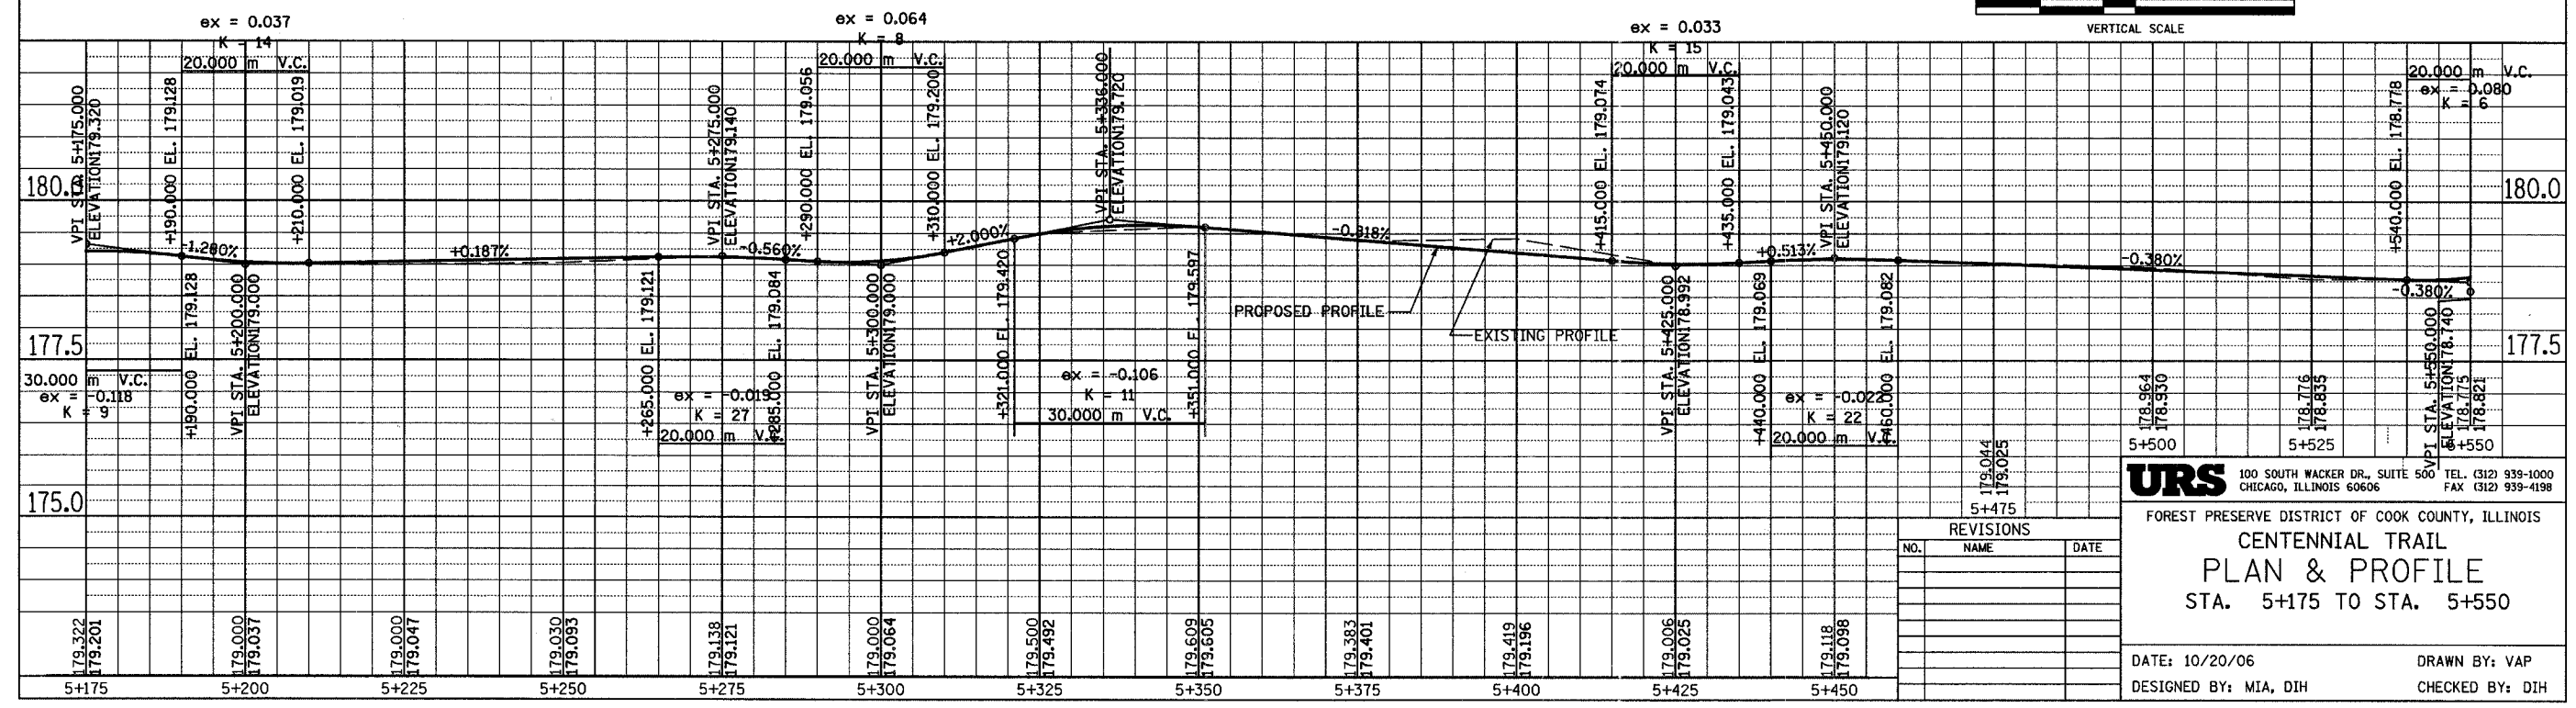 ex = 0.037
K = 14
20.000 m V.C.
ex = 0.064
K = 8
20.000 m V.C.
ex = 0.033
K = 15
20.000 m V.C.
VERTICAL SCALE
20.000 m V.C.
ex = 0.080
K = 6
VPI STA. 5+175.000
ELEVATION179.320
+190.000 EL. 179.128
+210.000 EL. 179.019
VPI STA. 5+275.000
ELEVATION179.140
+290.000 EL. 179.056
+310.000 EL. 179.200
VPI STA. 5+336.000
ELEVATION179.720
+415.000 EL. 179.074
+435.000 EL. 179.043
VPI STA. 5+450.000
ELEVATION179.120
+540.000 EL. 178.778
180.0
180.0
-1.280%
+0.187%
-0.560%
+2.000%
-0.818%
+0.513%
-0.380%
-0.380%
PROPOSED PROFILE
EXISTING PROFILE
177.5
177.5
+190.000 EL. 179.128
VPI STA. 5+200.000
ELEVATION179.000
+265.000 EL. 179.121
+285.000 EL. 179.084
VPI STA. 5+300.000
ELEVATION179.000
+321.000 EL. 179.420
+351.000 EL. 179.597
VPI STA. 5+425.000
ELEVATION178.992
+440.000 EL. 179.069
+460.000 EL. 179.082
VPI STA. 5+550.000
ELEVATION178.740
30.000 m V.C.
ex = -0.118
K = 9
ex = -0.019
K = 27
20.000 m V.C.
ex = -0.106
K = 11
30.000 m V.C.
ex = -0.022
K = 22
20.000 m V.C.
178.964
178.930
178.776
178.835
178.775
178.821
5+500
5+525
5+550
179.044
179.025
5+475
175.0
URS
100 SOUTH WACKER DR., SUITE 500 TEL. (312) 939-1000
CHICAGO, ILLINOIS 60606 FAX (312) 939-4198
REVISIONS
NO. NAME DATE
FOREST PRESERVE DISTRICT OF COOK COUNTY, ILLINOIS
CENTENNIAL TRAIL
PLAN & PROFILE
STA. 5+175 TO STA. 5+550
DATE: 10/20/06 DRAWN BY: VAP
DESIGNED BY: MIA, DIH CHECKED BY: DIH
179.322
179.201
179.000
179.037
179.000
179.047
179.030
179.093
179.138
179.121
179.000
179.064
179.500
179.492
179.609
179.605
179.383
179.401
179.419
179.196
179.006
179.025
179.118
179.098
5+175 5+200 5+225 5+250 5+275 5+300 5+325 5+350 5+375 5+400 5+425 5+450